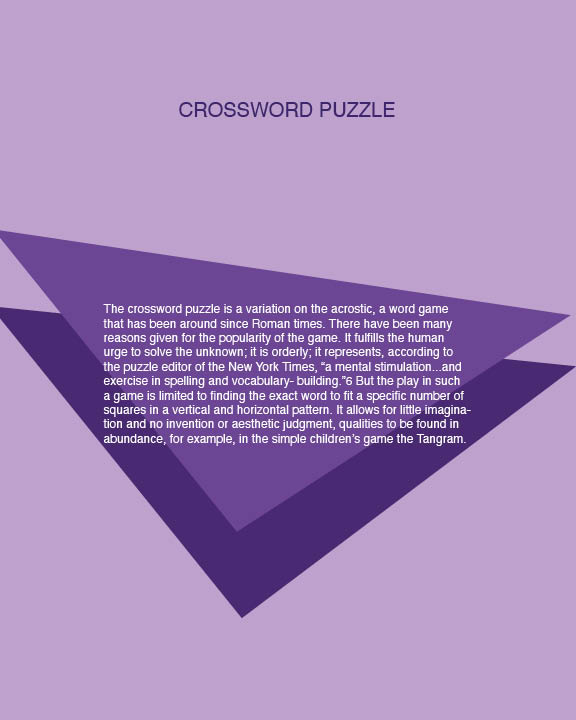 CROSSWORD PUZZLE
The crossword puzzle is a variation on the acrostic, a word game
that has been around since Roman times. There have been many
reasons given for the popularity of the game. It fulfills the human
urge to solve the unknown; it is orderly; it represents, according to
the puzzle editor of the New York Times, “a mental stimulation...and
exercise in spelling and vocabulary- building.”6 But the play in such
a game is limited to finding the exact word to fit a specific number of
squares in a vertical and horizontal pattern. It allows for little imagina-
tion and no invention or aesthetic judgment, qualities to be found in
abundance, for example, in the simple children’s game the Tangram.